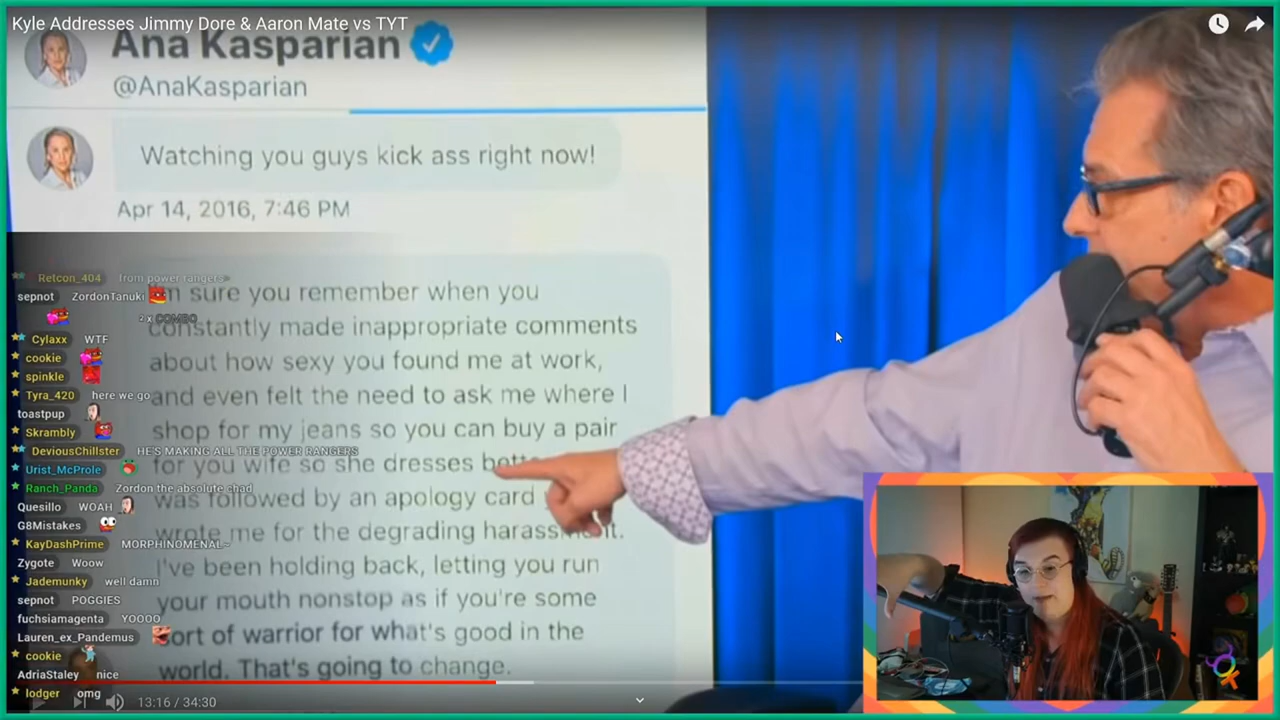 Kyle Addresses Jimmy Dore & Aaron Mate vs TYT
Ana Kasparian
@AnaKasparian
Watching you guys kick ass right now!
Apr 14, 2016, 7:46 PM
sure you remember when you
constantly made inappropriate comments
about how sexy you found me at work,
and even felt the need to ask me where I
shop for my jeans so you can buy a pair
for you wife so she dresses
was followed by an apology card
wrote me for the degrading
I've been holding back, letting you run
your mouth nonstop as if you're some
sort of warrior for what's good in the
world. That's going to change.
Retcon_404 from power rangers>
sepnot ZordonTanuki
2 x COMBO
Cylaxx WTF
cookie
spinkle
Tyra_420 here we go
toastpup
Skrambly
DeviousChillster HE'S MAKING ALL THE POWER RANGERS
Urist_McProle
Ranch_Panda Zordon the absolute chad
Quesillo WOAH
G8Mistakes
KayDashPrime MORPHINOMENAL~
Zygote Woow
Jademunky well damn
sepnot POGGIES
fuchsiamagenta YOOOO
Lauren_ex_Pandemus
cookie
AdriaStaley nice
lodger omg
13:16 / 34:30